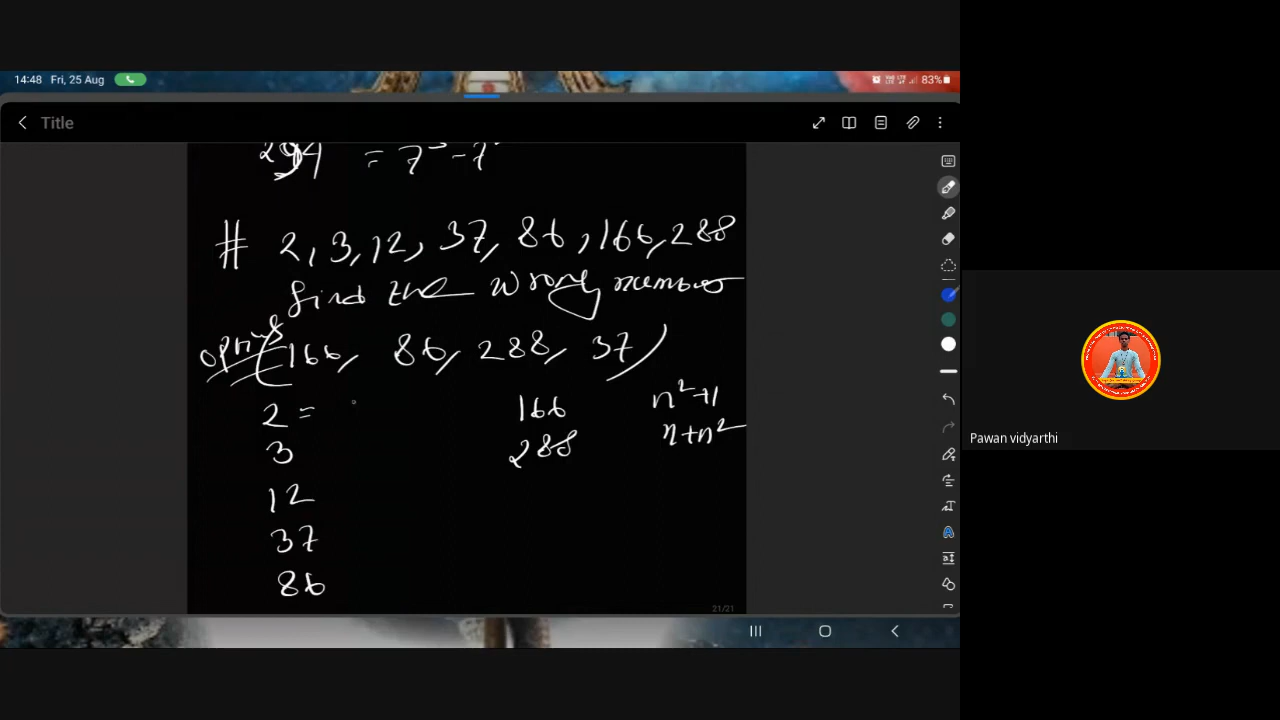 14:48 Fri, 25 Aug 83%
Title
294 = 7³ - 7²
# 2, 3, 12, 37, 86, 166, 288
find the wrong number
(166, 86, 288, 37)
2 = 166 n²+1
3 288 n+n²
12
37
86
21/21
Pawan vidyarthi